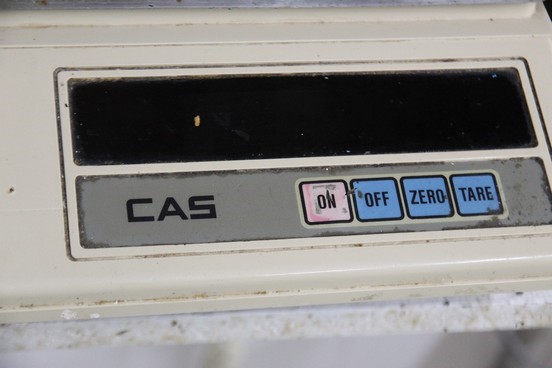 CAS ON OFF ZERO TARE